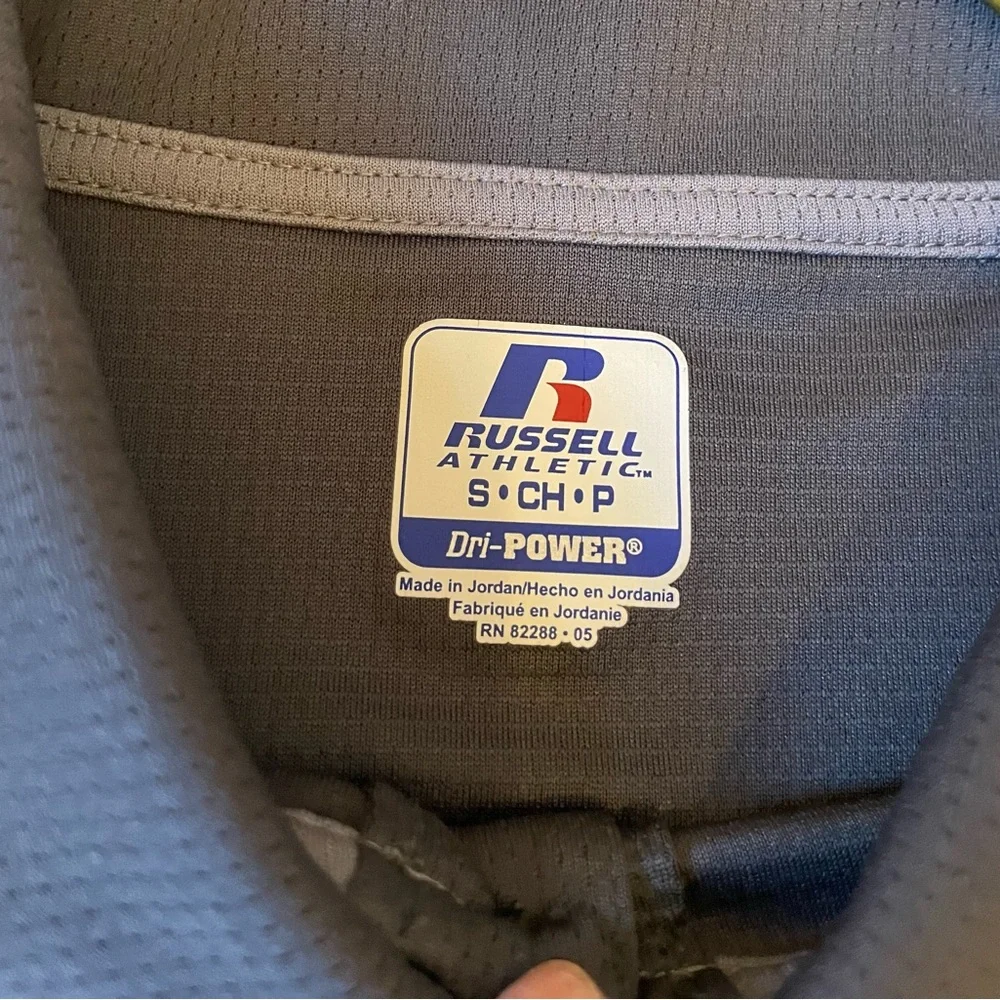 R
RUSSELL
ATHLETIC™
S•CH•P
Dri-POWER®
Made in Jordan/Hecho en Jordania
Fabriqué en Jordanie
RN 82288 • 05